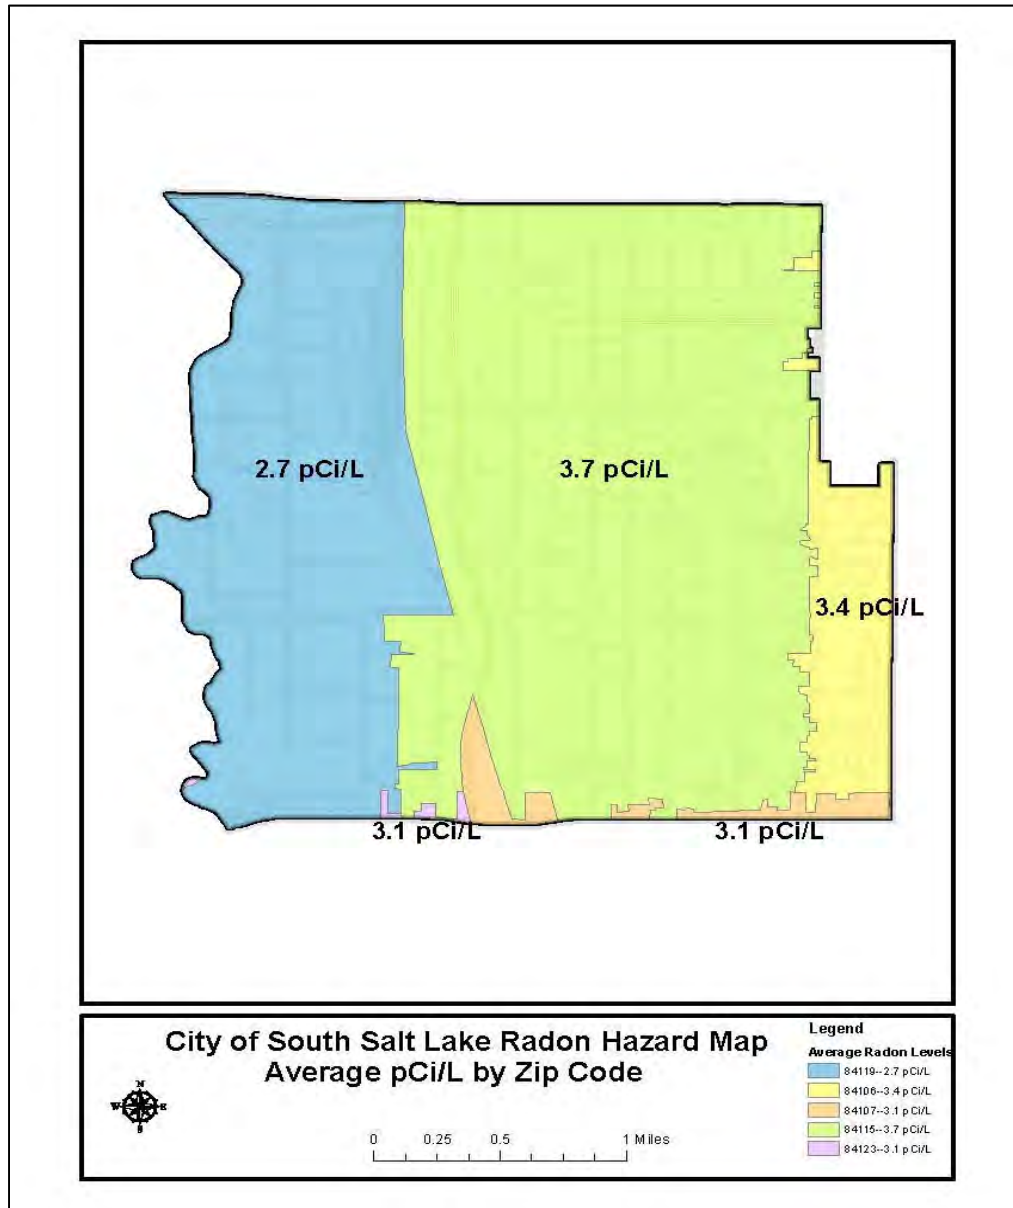 2.7 pCi/L
3.7 pCi/L
3.4 pCi/L
3.1 pCi/L
3.1 pCi/L
City of South Salt Lake Radon Hazard Map
Average pCi/L by Zip Code
N
W
E
S
0
0.25
0.5
1 Miles
Legend
Average Radon Levels
84119--2.7 pCi/L
84106--3.4 pCi/L
84107--3.1 pCi/L
84115--3.7 pCi/L
84123--3.1 pCi/L